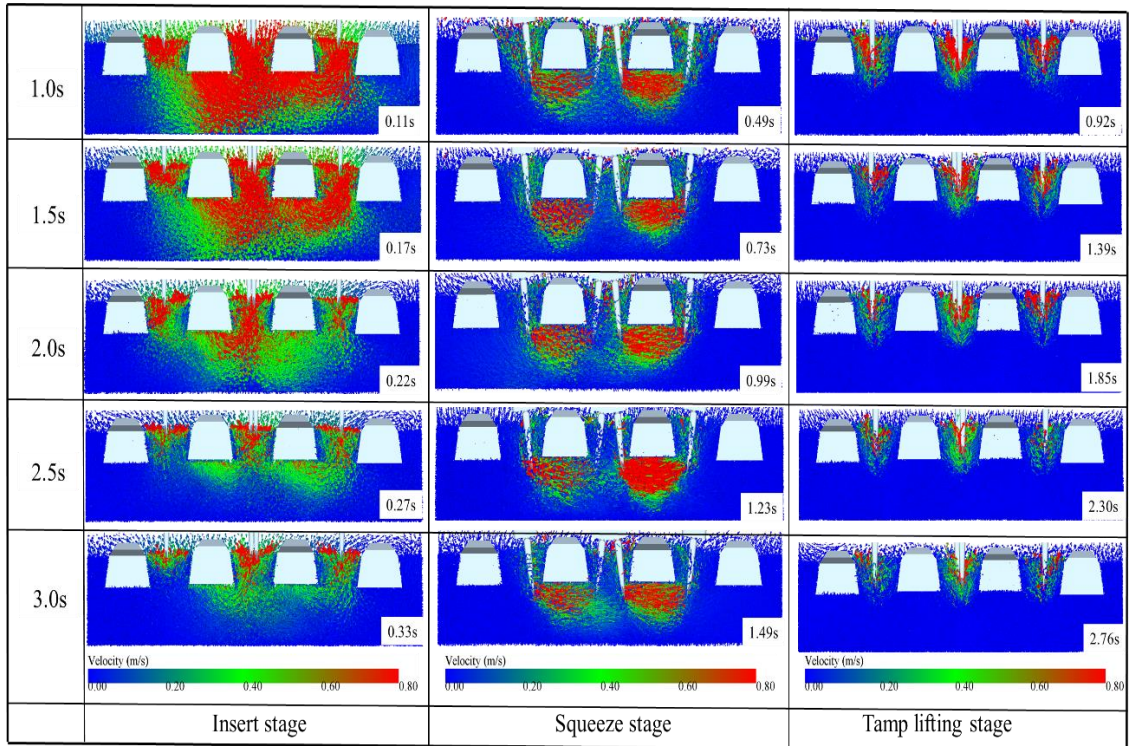 1.0s
0.11s
0.49s
0.92s
1.5s
0.17s
0.73s
1.39s
2.0s
0.22s
0.99s
1.85s
2.5s
0.27s
1.23s
2.30s
3.0s
0.33s
1.49s
2.76s
Velocity (m/s)
0.00 0.20 0.40 0.60 0.80
Velocity (m/s)
0.00 0.20 0.40 0.60 0.80
Velocity (m/s)
0.00 0.20 0.40 0.60 0.80
Insert stage
Squeeze stage
Tamp lifting stage